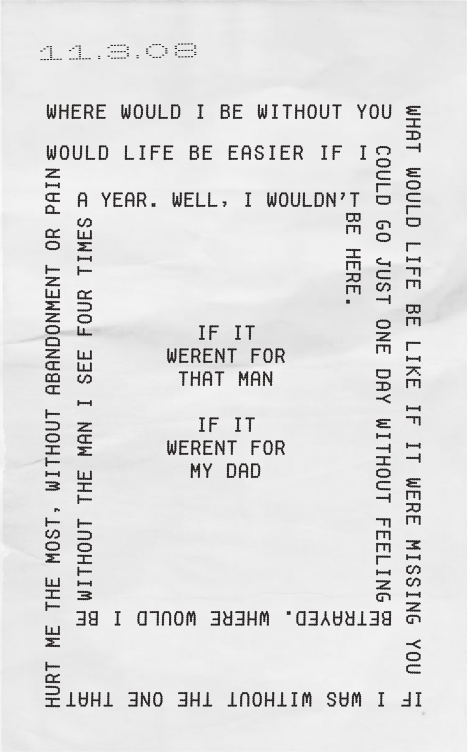 11.3.08
WHERE WOULD I BE WITHOUT YOU
WHAT WOULD LIFE BE LIKE IF IT WERE MISSING YOU
IF I WAS WITHOUT THE ONE THAT
HURT ME THE MOST, WITHOUT ABANDONMENT OR PAIN
WOULD LIFE BE EASIER IF I
COULD GO JUST ONE DAY WITHOUT FEELING
BETRAYED. WHERE WOULD I BE
WITHOUT THE MAN I SEE FOUR TIMES
A YEAR. WELL, I WOULDN'T
BE HERE.
IF IT
WERENT FOR
THAT MAN
IF IT
WERENT FOR
MY DAD